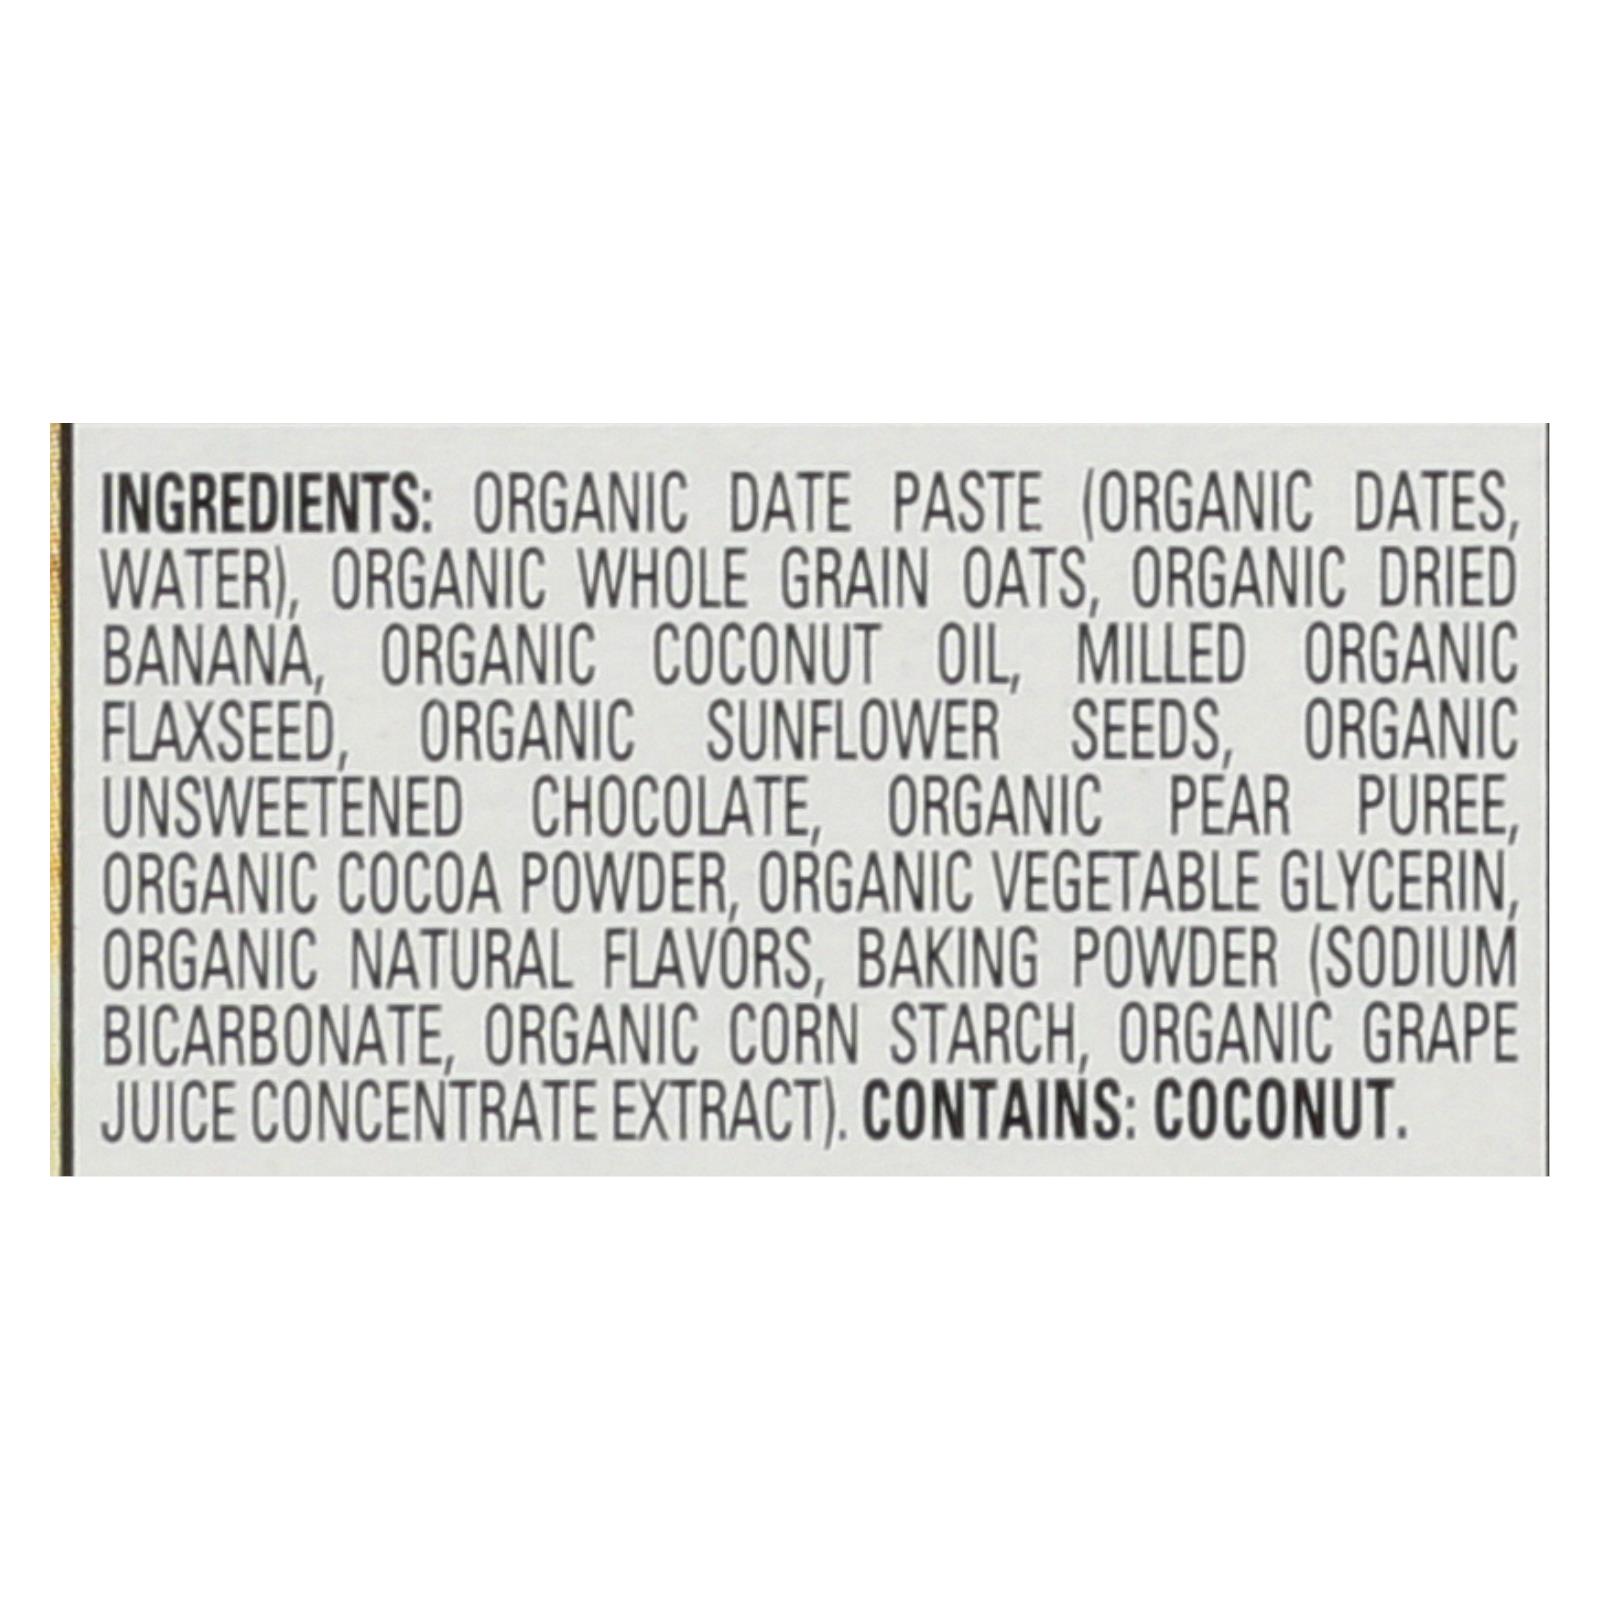 INGREDIENTS: ORGANIC DATE PASTE (ORGANIC DATES,
WATER), ORGANIC WHOLE GRAIN OATS, ORGANIC DRIED
BANANA, ORGANIC COCONUT OIL, MILLED ORGANIC
FLAXSEED, ORGANIC SUNFLOWER SEEDS, ORGANIC
UNSWEETENED CHOCOLATE, ORGANIC PEAR PUREE,
ORGANIC COCOA POWDER, ORGANIC VEGETABLE GLYCERIN,
ORGANIC NATURAL FLAVORS, BAKING POWDER (SODIUM
BICARBONATE, ORGANIC CORN STARCH, ORGANIC GRAPE
JUICE CONCENTRATE EXTRACT). CONTAINS: COCONUT.